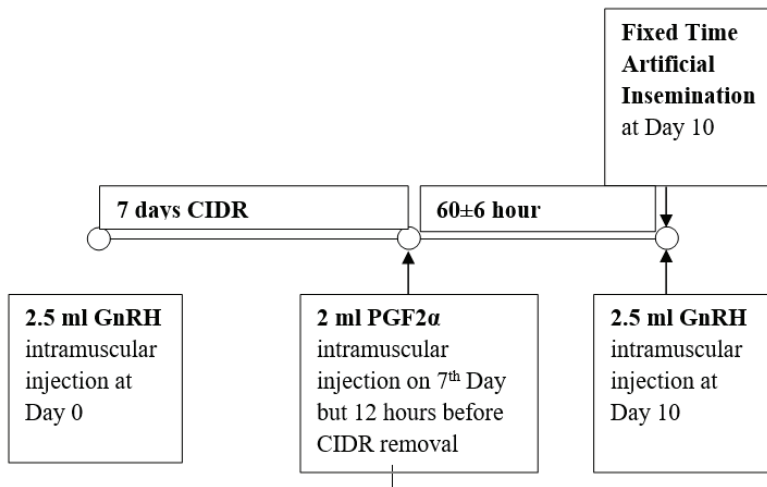 Fixed Time
Artificial
Insemination
at Day 10
7 days CIDR
60±6 hour
2.5 ml GnRH
intramuscular
injection at
Day 0
2 ml PGF2α
intramuscular
injection on 7th Day
but 12 hours before
CIDR removal
2.5 ml GnRH
intramuscular
injection at
Day 10